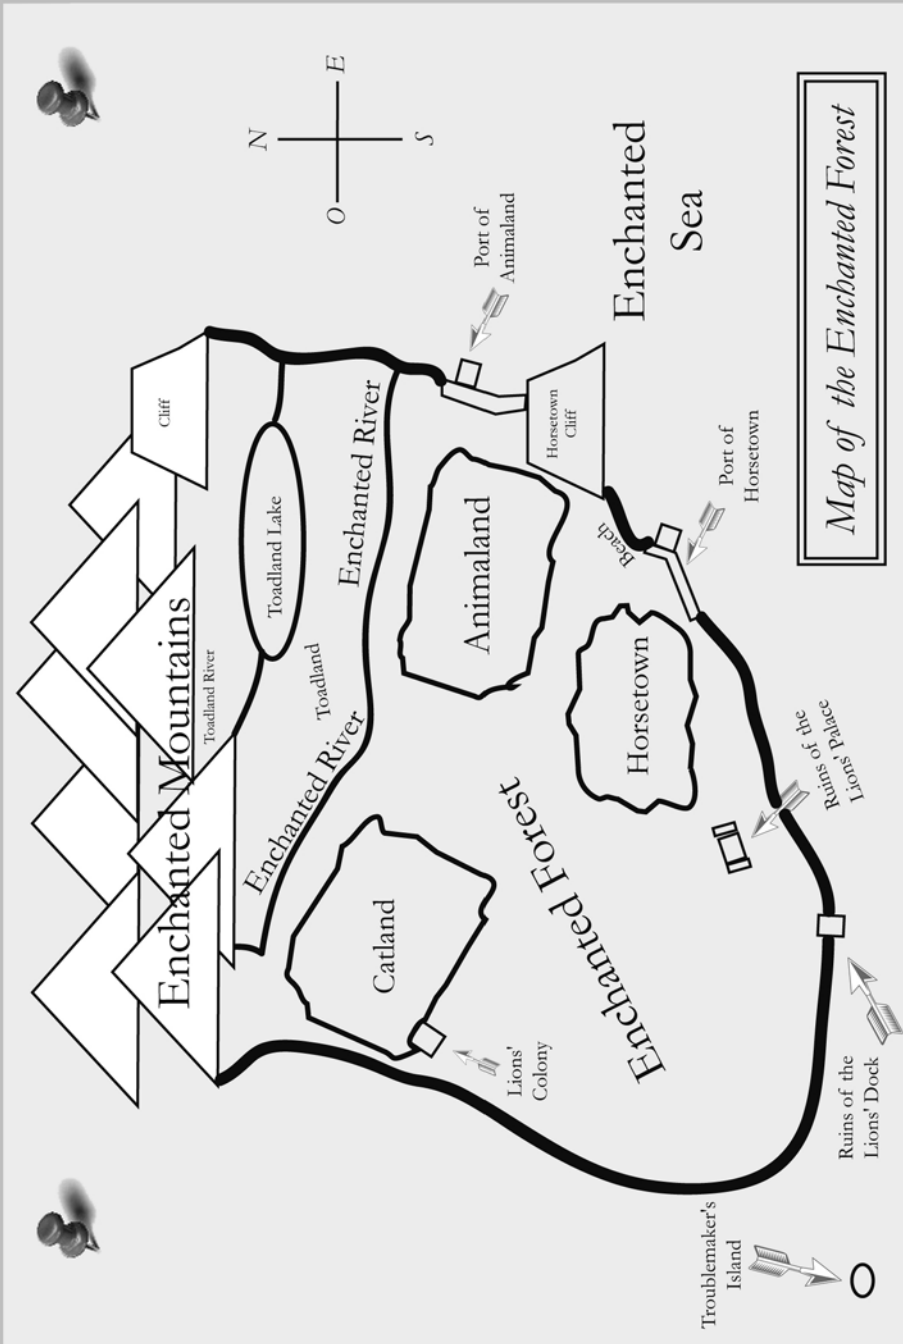 Enchanted Mountains
Cliff
Toadland River
N
Toadland Lake
Enchanted River
Toadland
Enchanted River
O
E
S
Catland
Animaland
Port of
Animaland
Lions'
Colony
Enchanted Forest
Horsetown
Cliff
Beach
Horsetown
Enchanted
Sea
Port of
Horsetown
Troublemaker's
Island
Ruins of the
Lions' Palace
Ruins of the
Lions' Dock
Map of the Enchanted Forest